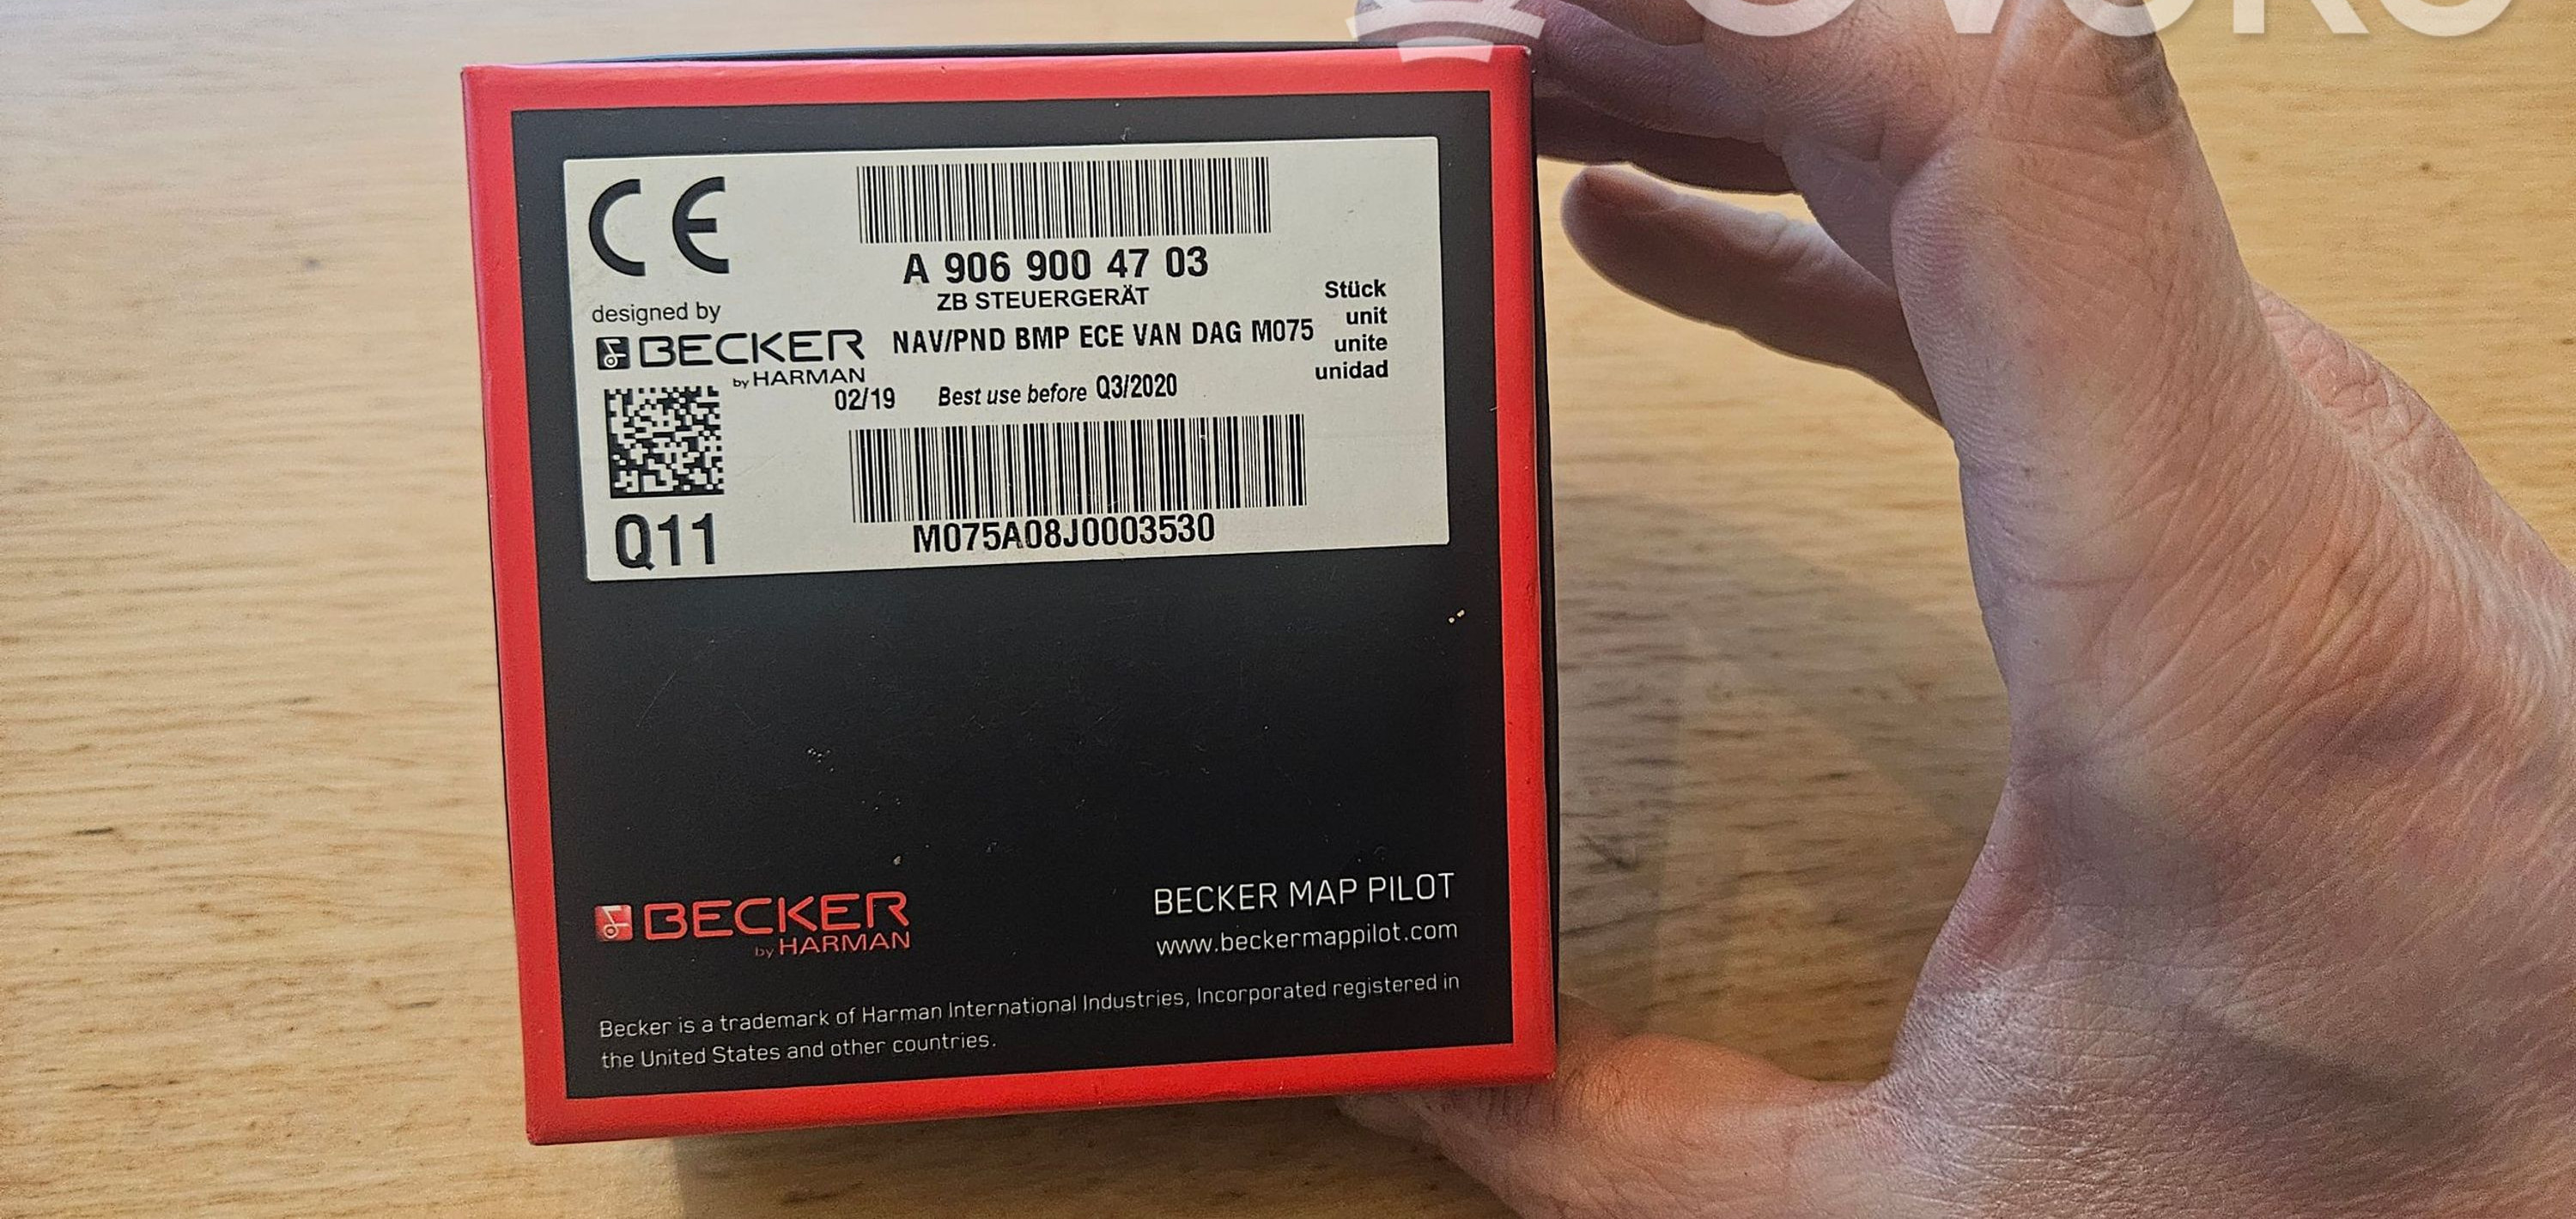 CE
A 906 900 47 03
ZB STEUERGERÄT
designed by
BECKER
by HARMAN
NAV/PND BMP ECE VAN DAG M075
Stück
unit
unite
unidad
02/19 Best use before Q3/2020
Q11
M075A08J0003530
BECKER
by HARMAN
BECKER MAP PILOT
www.beckermappilot.com
Becker is a trademark of Harman International Industries, Incorporated registered in
the United States and other countries.